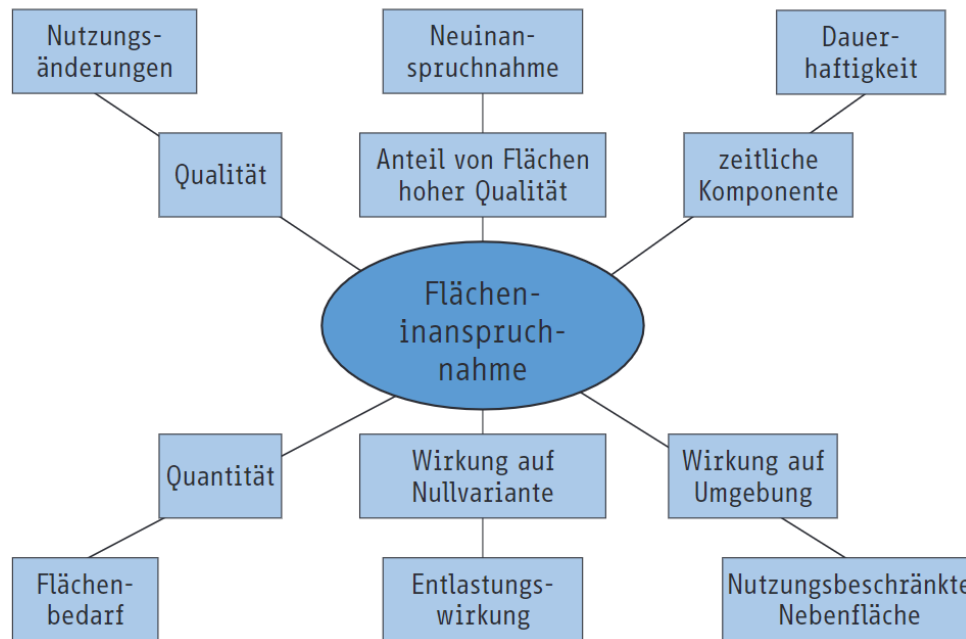 Nutzungs-
änderungen
Neuinan-
spruchnahme
Dauer-
haftigkeit
Qualität
Anteil von Flächen
hoher Qualität
zeitliche
Komponente
Flächen-
inanspruch-
nahme
Quantität
Wirkung auf
Nullvariante
Wirkung auf
Umgebung
Flächen-
bedarf
Entlastungs-
wirkung
Nutzungsbeschränkte
Nebenfläche